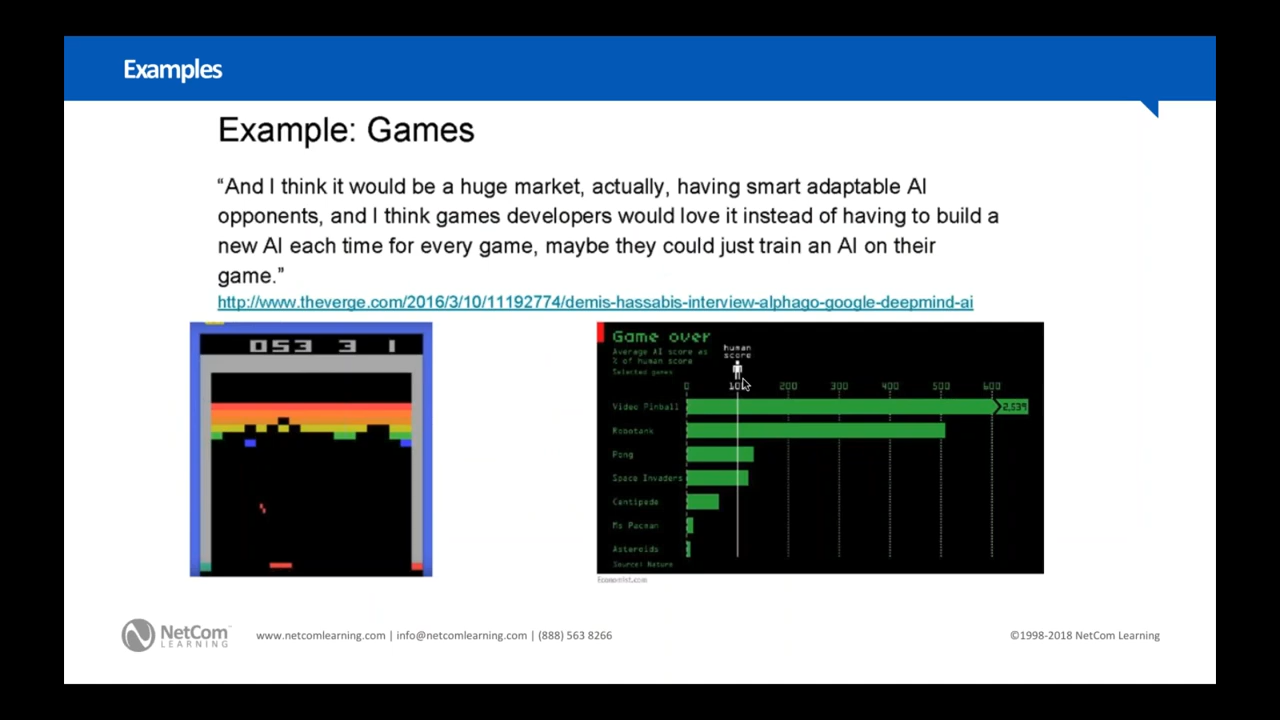 Examples
Example: Games
“And I think it would be a huge market, actually, having smart adaptable AI
opponents, and I think games developers would love it instead of having to build a
new AI each time for every game, maybe they could just train an AI on their
game.”
http://www.theverge.com/2016/3/10/11192774/demis-hassabis-interview-alphago-google-deepmind-ai
053 3 1
Game over
Average AI score as
% of human score
Selected games
human
score
0 100 200 300 400 500 600
Video Pinball 2,539
Robotank
Pong
Space Invaders
Centipede
Ms Pacman
Asteroids
Source: Nature
Economist.com
NetCom
LEARNING
www.netcomlearning.com | info@netcomlearning.com | (888) 563 8266
©1998-2018 NetCom Learning